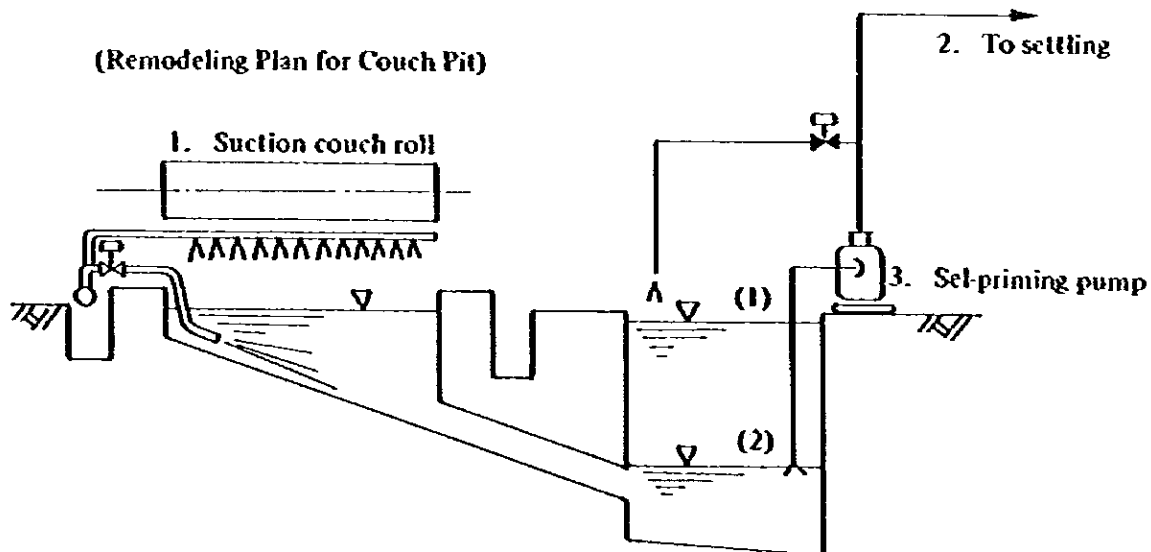 (Remodeling Plan for Couch Pit)
2. To settling
1. Suction couch roll
(1)
3. Sel-priming pump
(2)